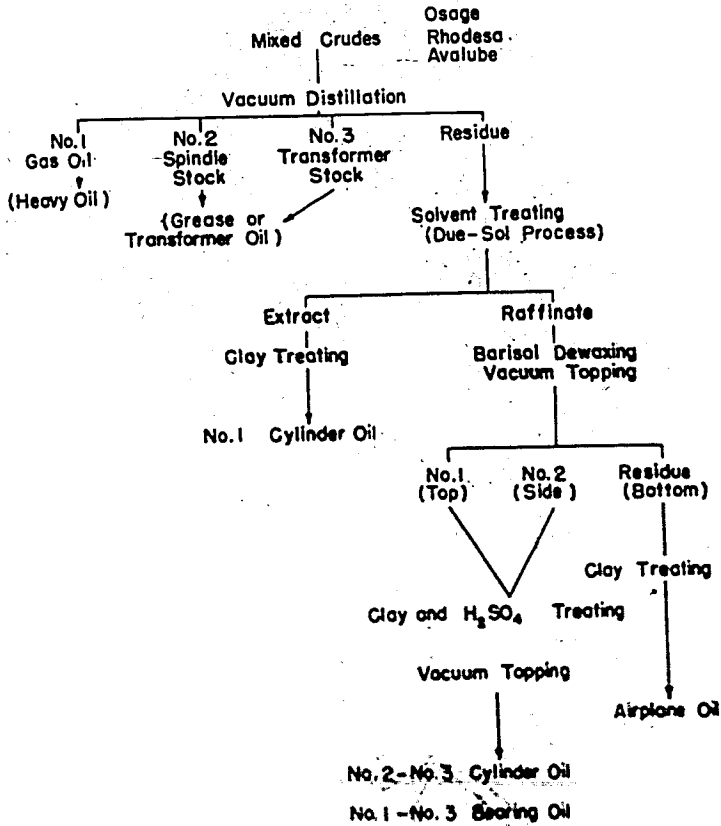 Osage
Mixed Crudes
Rhodesa
Avalube
Vacuum Distillation
No.1
Gas Oil
(Heavy Oil)
No.2
Spindle
Stock
No.3
Transformer
Stock
(Grease or
Transformer Oil)
Residue
Solvent Treating
(Due-Sol Process)
Extract
Clay Treating
No.1 Cylinder Oil
Raffinate
Barisol Dewaxing
Vacuum Topping
No.1
(Top)
No.2
(Side)
Residue
(Bottom)
Clay Treating
Airplane Oil
Clay and H₂SO₄ Treating
Vacuum Topping
No.2-No.3 Cylinder Oil
No.1-No.3 Bearing Oil